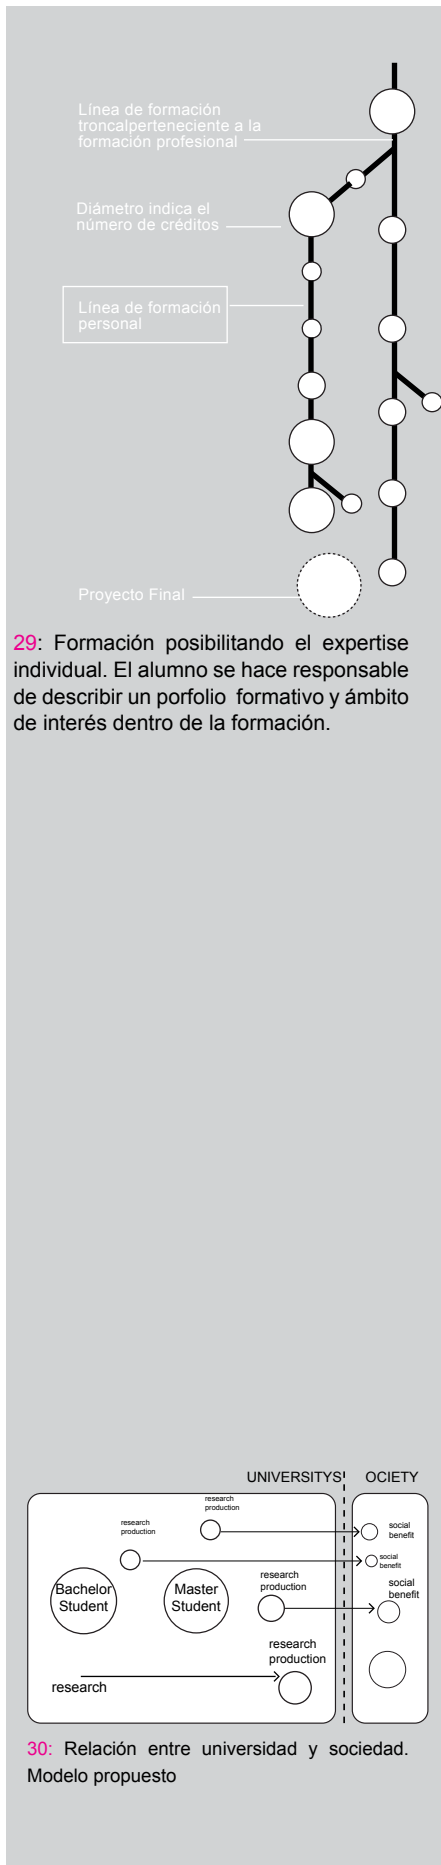 Línea de formación
troncalperteneciente a la
formación profesional
Diámetro indica el
número de créditos
Línea de formación
personal
Proyecto Final
29: Formación posibilitando el expertise
individual. El alumno se hace responsable
de describir un porfolio formativo y ámbito
de interés dentro de la formación.
UNIVERSITYS OCIETY
research
production
research
production
social
benefit
social
benefit
Bachelor
Student
Master
Student
research
production
social
benefit
research
production
research
30: Relación entre universidad y sociedad.
Modelo propuesto